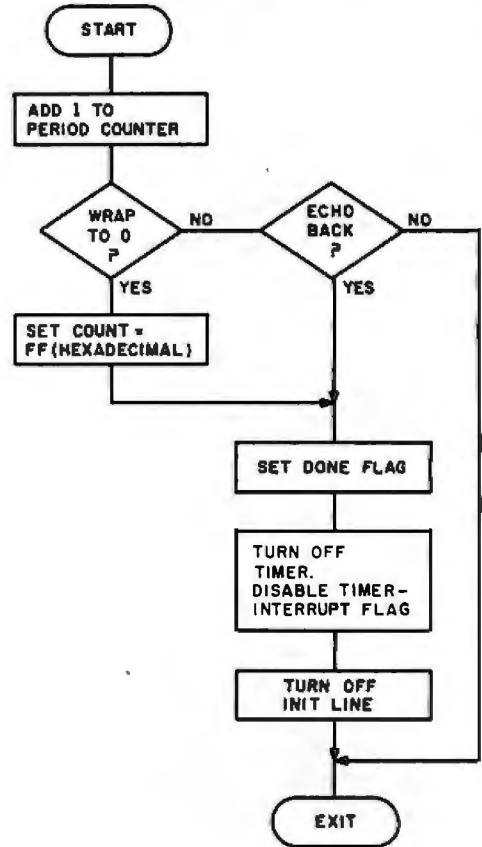 START
ADD 1 TO
PERIOD COUNTER
WRAP
TO 0
?
NO
YES
ECHO
BACK
?
NO
YES
SET COUNT =
FF(HEXADECIMAL)
SET DONE FLAG
TURN OFF
TIMER.
DISABLE TIMER-
INTERRUPT FLAG
TURN OFF
INIT LINE
EXIT